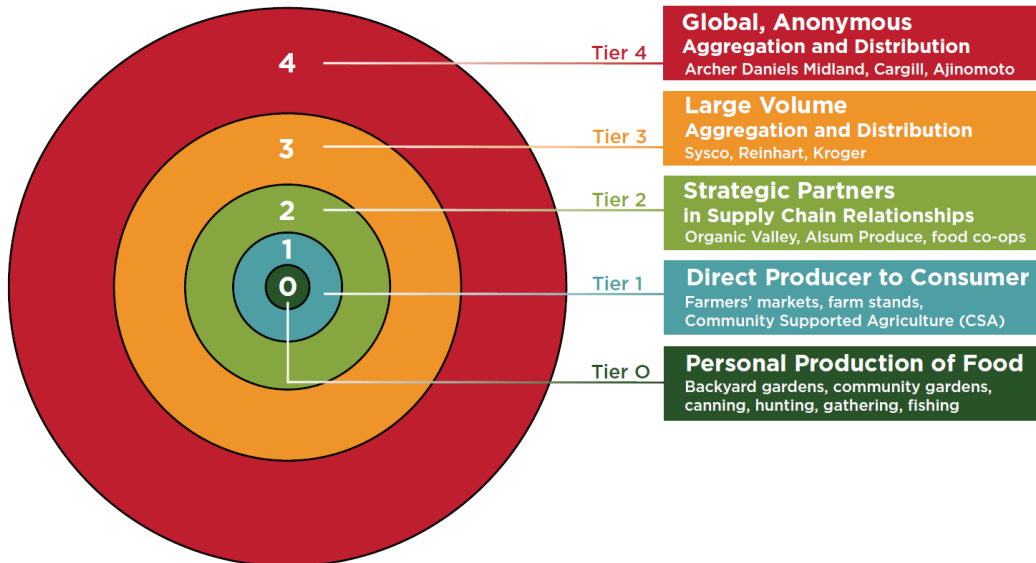 4
3
2
1
0
Tier 4
Global, Anonymous
Aggregation and Distribution
Archer Daniels Midland, Cargill, Ajinomoto
Tier 3
Large Volume
Aggregation and Distribution
Sysco, Reinhart, Kroger
Tier 2
Strategic Partners
in Supply Chain Relationships
Organic Valley, Alsum Produce, food co-ops
Tier 1
Direct Producer to Consumer
Farmers’ markets, farm stands,
Community Supported Agriculture (CSA)
Tier 0
Personal Production of Food
Backyard gardens, community gardens,
canning, hunting, gathering, fishing